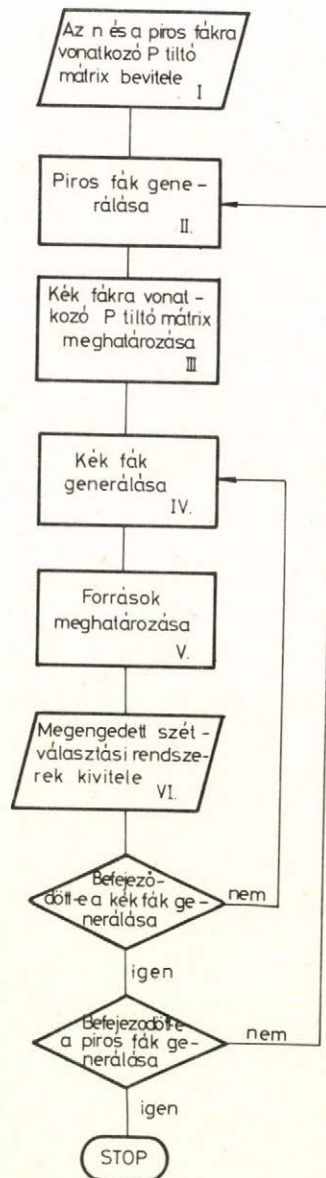 Az n és a piros fákra
vonatkozó P tiltó
mátrix bevitele
I
Piros fák gene-
rálása
II.
Kék fákra vonat-
kozó P tiltó mátrix
meghatározása
III
Kék fák
generálása
IV.
Források
meghatározása
V.
Megengedett szét-
választási rendsze-
rek kivitele
VI.
Befejező-
dött-e a kék fák ge-
nerálása
nem
igen
Befejeződött-e
a piros fák ge-
nerálása
nem
igen
STOP